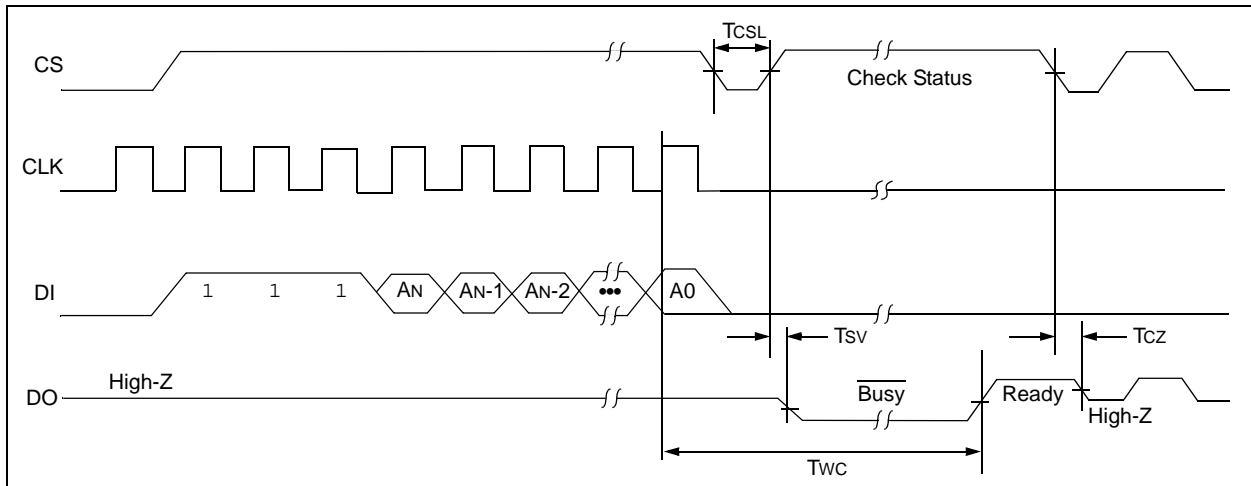 TCSL
CS
Check Status
CLK
DI
1 1 1 AN AN-1 AN-2 ••• A0
TSV
TCZ
DO
High-Z
Busy
Ready
High-Z
TWC